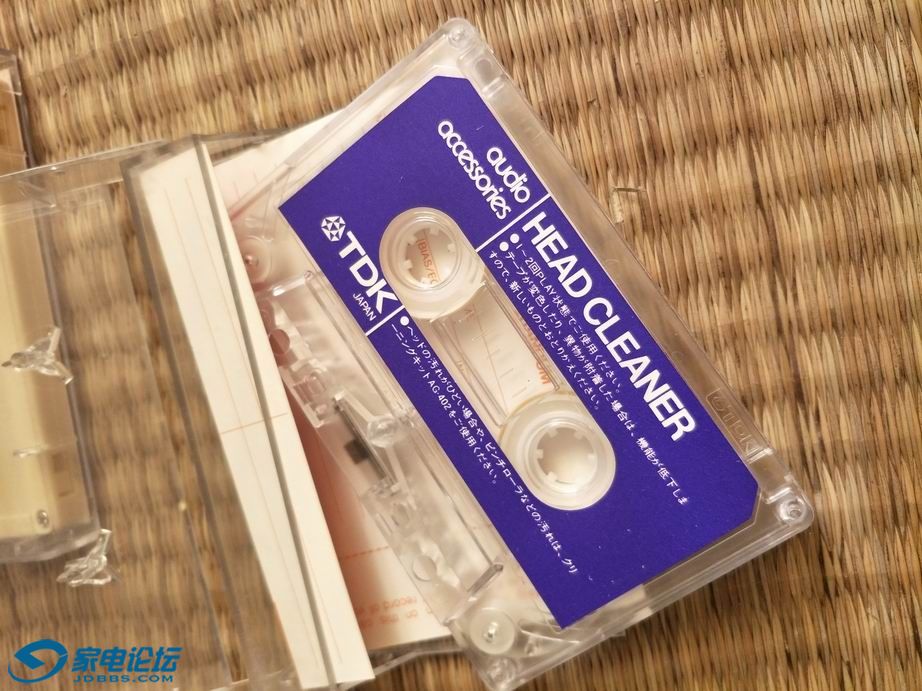 audio
accessories
HEAD CLEANER
●1～2回PLAY状態でご使用ください。
●テープが変色したり、異物が附着した場合は、機能が低下しま
すので、新しいものとおとりかえください。
TDK
JAPAN
●ヘッドの汚れがひどい場合や、ピンチローラなどの汚れは、クリ
ーニングキットAG-402をご使用ください。
家电论坛
JDBBS.COM